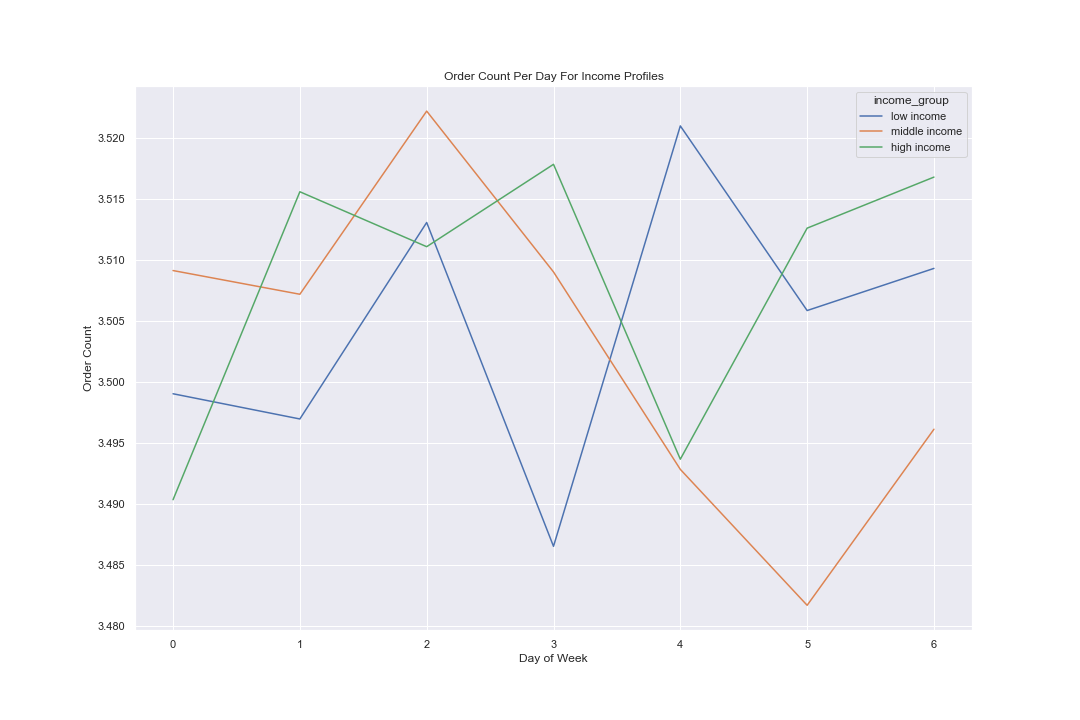 Order Count Per Day For Income Profiles
income_group
low income
middle income
high income
Order Count
3.520
3.515
3.510
3.505
3.500
3.495
3.490
3.485
3.480
0 1 2 3 4 5 6
Day of Week